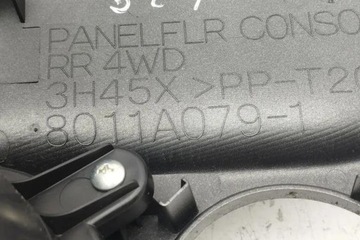 PANELFLR CONSO
RR 4WD
3H45X >PP-T20
8011A079-1